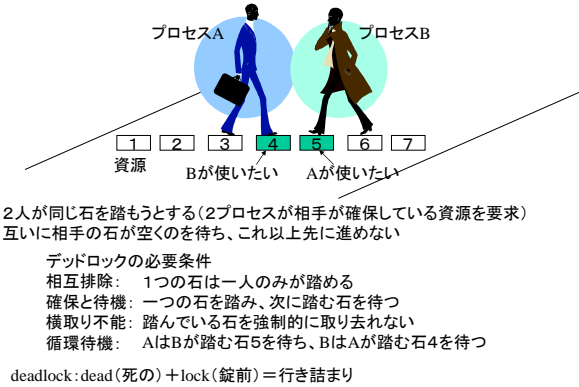 プロセスA
プロセスB
1 2 3 4 5 6 7
資源
Bが使いたい
Aが使いたい
2人が同じ石を踏もうとする(2プロセスが相手が確保している資源を要求)
互いに相手の石が空くのを待ち、これ以上先に進めない
デッドロックの必要条件
相互排除: 1つの石は一人のみが踏める
確保と待機: 一つの石を踏み、次に踏む石を待つ
横取り不能: 踏んでいる石を強制的に取り去れない
循環待機: AはBが踏む石5を待ち、BはAが踏む石4を待つ
deadlock:dead(死の)+lock(錠前)=行き詰まり